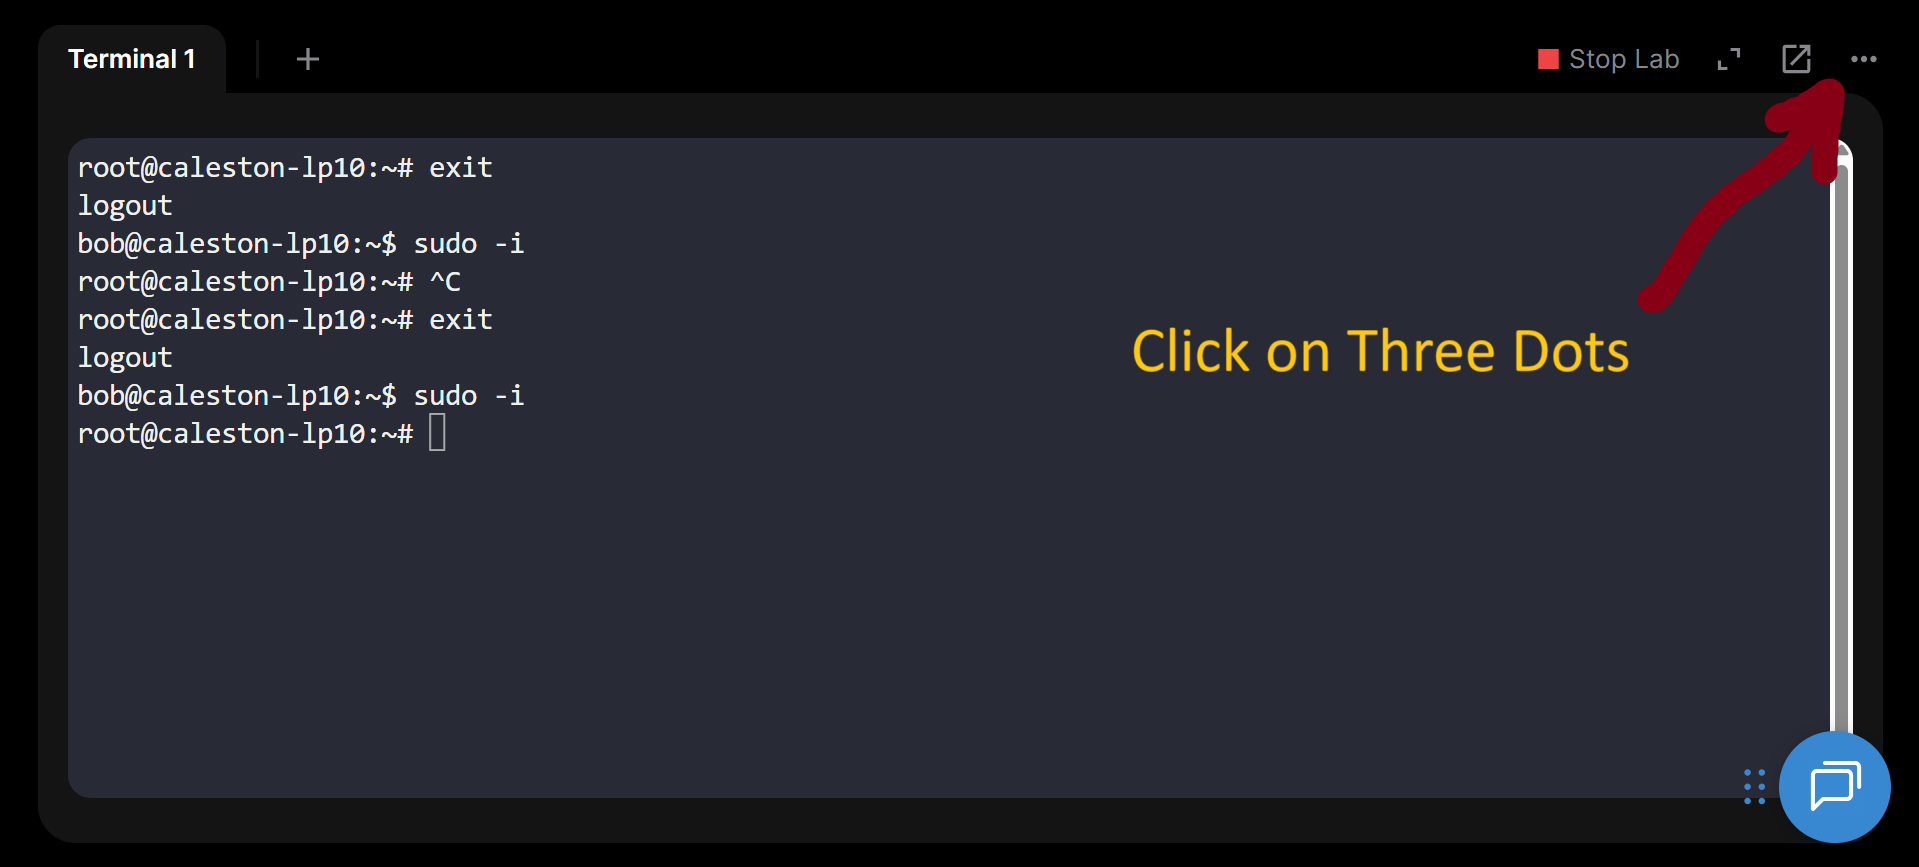 Terminal 1
Stop Lab
root@caleston-lp10:~# exit
logout
bob@caleston-lp10:~$ sudo -i
root@caleston-lp10:~# ^C
root@caleston-lp10:~# exit
logout
bob@caleston-lp10:~$ sudo -i
root@caleston-lp10:~#
Click on Three Dots